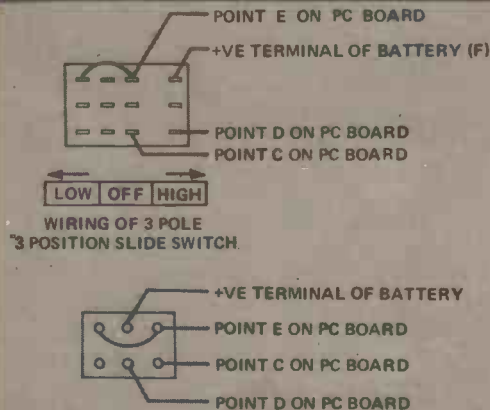 POINT E ON PC BOARD
+VE TERMINAL OF BATTERY (F)
POINT D ON PC BOARD
POINT C ON PC BOARD
LOW OFF HIGH
WIRING OF 3 POLE
"3 POSITION SLIDE SWITCH
+VE TERMINAL OF BATTERY
POINT E ON PC BOARD
POINT C ON PC BOARD
POINT D ON PC BOARD